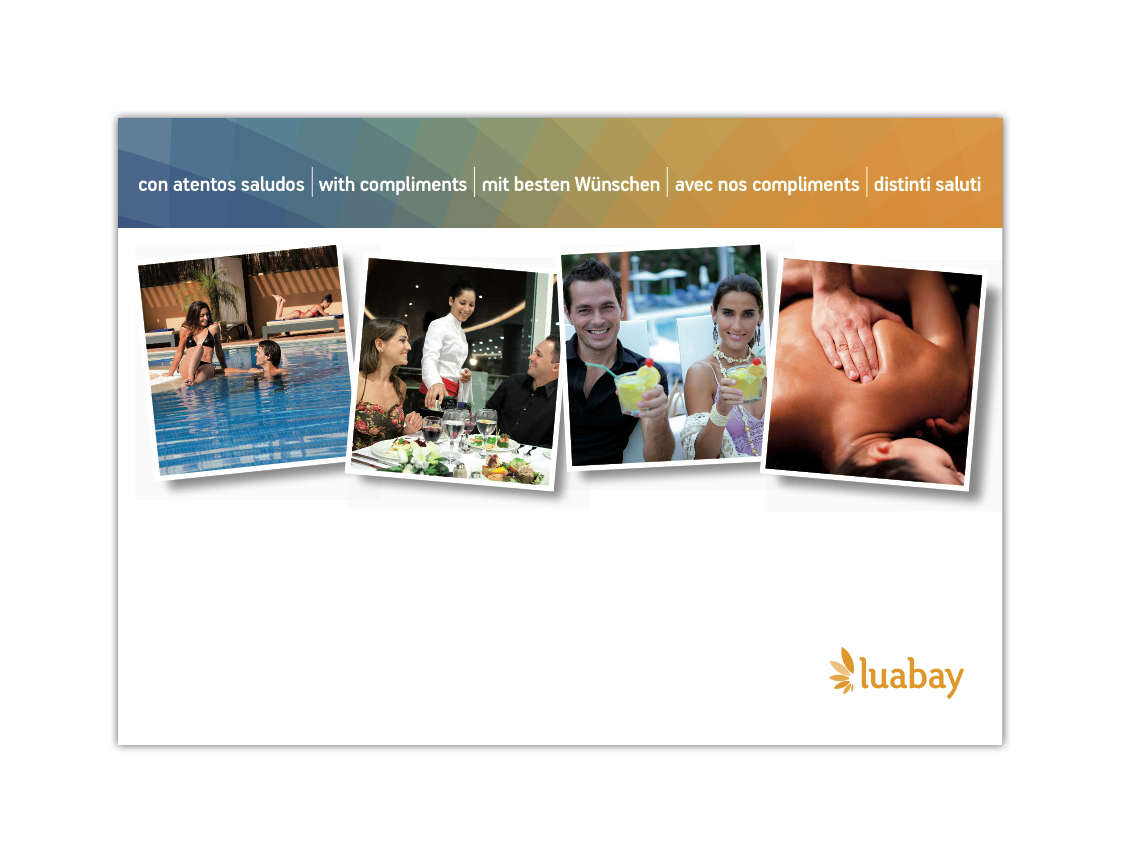 con atentos saludos | with compliments | mit besten Wünschen | avec nos compliments | distinti saluti
luabay